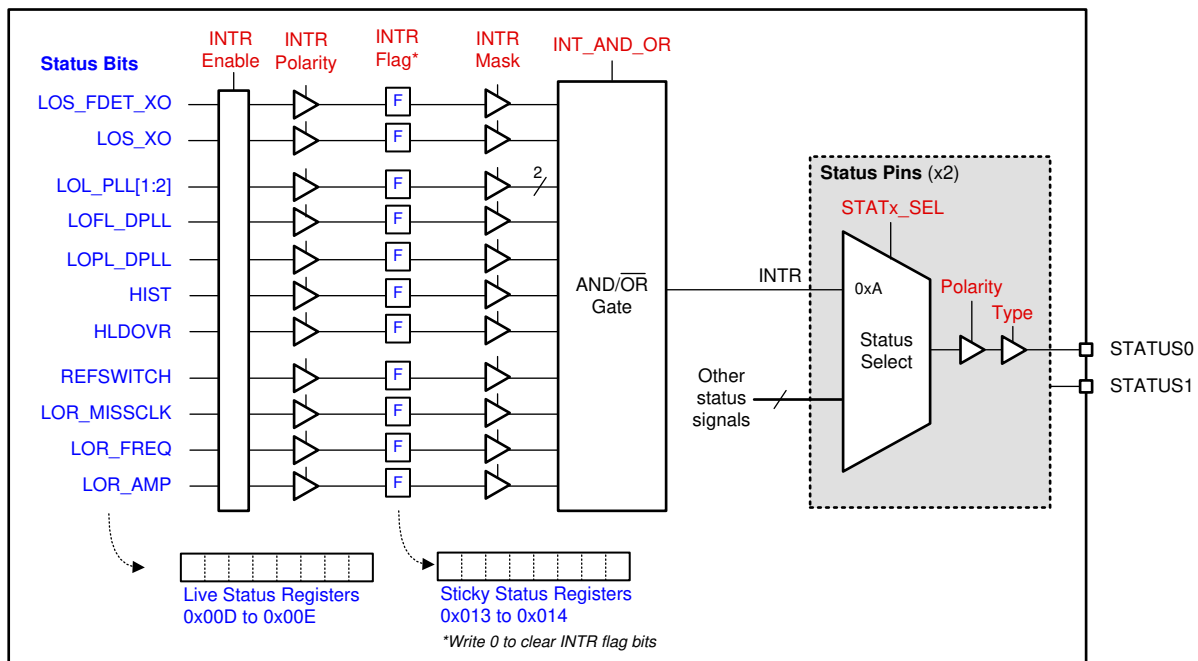 Status Bits
INTR
Enable
INTR
Polarity
INTR
Flag*
INTR
Mask
INT_AND_OR
LOS_FDET_XO
LOS_XO
LOL_PLL[1:2]
LOFL_DPLL
LOPL_DPLL
HIST
HLDOVR
REFSWITCH
LOR_MISSCLK
LOR_FREQ
LOR_AMP
F
F
F
F
F
F
F
F
F
F
F
2
AND/OR
Gate
INTR
Status Pins (x2)
STATx_SEL
0xA
Status
Select
Polarity
Type
Other
status
signals
STATUS0
STATUS1
Live Status Registers
0x00D to 0x00E
Sticky Status Registers
0x013 to 0x014
*Write 0 to clear INTR flag bits